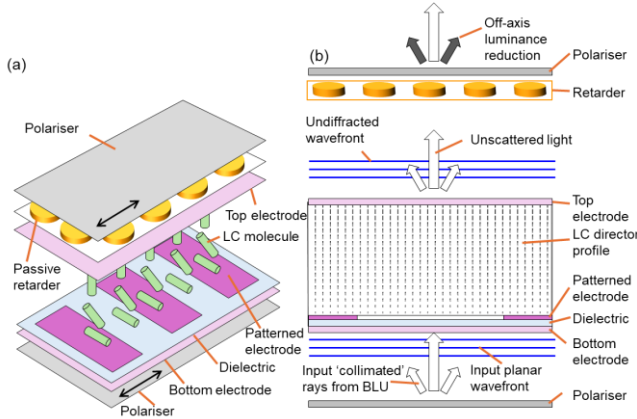 (a)
Polariser
Top electrode
LC molecule
Passive
retarder
Patterned
electrode
Dielectric
Bottom electrode
Polariser
(b)
Off-axis
luminance
reduction
Polariser
Retarder
Undiffracted
wavefront
Unscattered light
Top
electrode
LC director
profile
Patterned
electrode
Dielectric
Bottom
electrode
Input 'collimated'
rays from BLU
Input planar
wavefront
Polariser